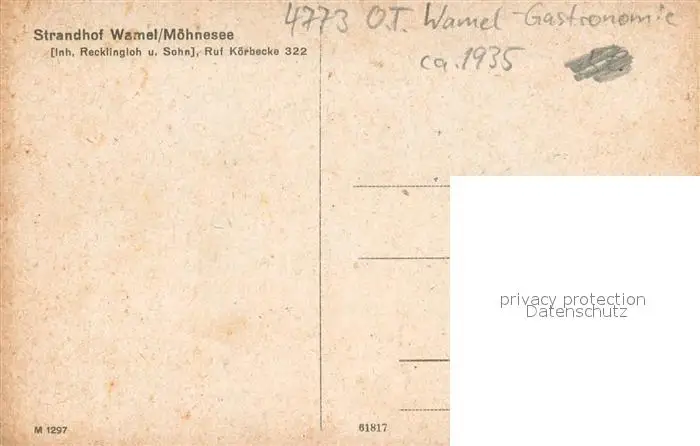 4773 O.T. Wamel-Gastronomie
ca. 1935
Strandhof Wamel/Möhnesee
[Inh. Recklingloh u. Sohn], Ruf Körbecke 322
privacy protection
Datenschutz
M 1297
61817